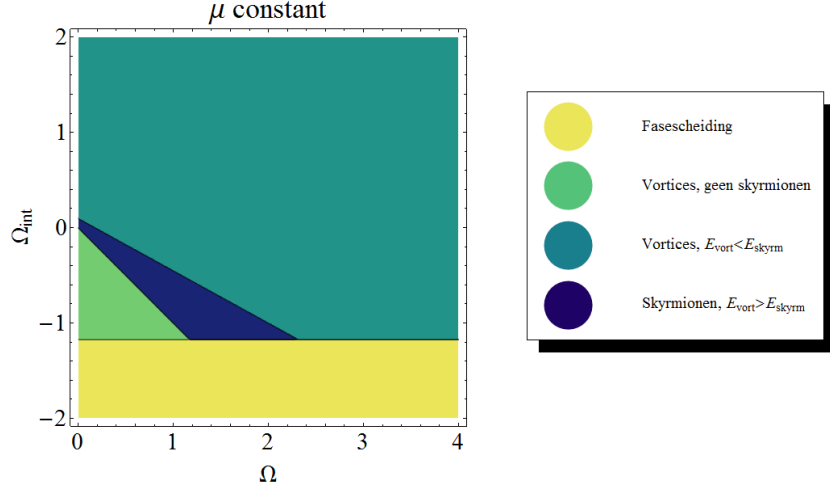 μ constant
2
1
0
−1
−2
Ω_int
0
1
2
3
4
Ω
Fasescheiding
Vortices, geen skyrmionen
Vortices, E_vort<E_skyrm
Skyrmionen, E_vort>E_skyrm